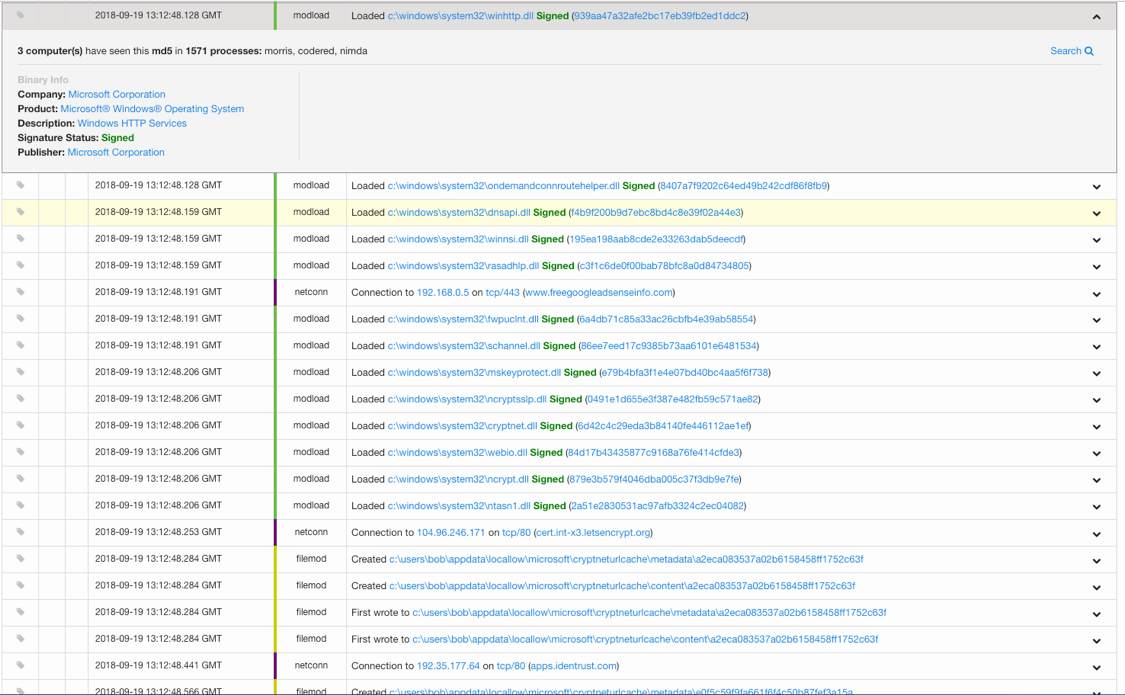 2018-09-19 13:12:48.128 GMT modload Loaded c:\windows\system32\winhttp.dll Signed (939aa47a32afe2bc17eb39fb2ed1ddc2)
3 computer(s) have seen this md5 in 1571 processes: morris, codered, nimda Search
Binary Info
Company: Microsoft Corporation
Product: Microsoft® Windows® Operating System
Description: Windows HTTP Services
Signature Status: Signed
Publisher: Microsoft Corporation
2018-09-19 13:12:48.128 GMT modload Loaded c:\windows\system32\ondemandconnroutehelper.dll Signed (8407a7f9202c64ed49b242cdf86f8fb9)
2018-09-19 13:12:48.159 GMT modload Loaded c:\windows\system32\dnsapi.dll Signed (f4b9f200b9d7ebc8bd4c8e39f02a44e3)
2018-09-19 13:12:48.159 GMT modload Loaded c:\windows\system32\winnsi.dll Signed (195ea198aab8cde2e33263dab5deecdf)
2018-09-19 13:12:48.159 GMT modload Loaded c:\windows\system32\rasadhlp.dll Signed (c3f1c6de0f00bab78bfc8a0d84734805)
2018-09-19 13:12:48.191 GMT netconn Connection to 192.168.0.5 on tcp/443 (www.freegoogleadsenseinfo.com)
2018-09-19 13:12:48.191 GMT modload Loaded c:\windows\system32\fwpuclnt.dll Signed (6a4db71c85a33ac26cbfb4e39ab58554)
2018-09-19 13:12:48.191 GMT modload Loaded c:\windows\system32\schannel.dll Signed (86ee7eed17c9385b73aa6101e6481534)
2018-09-19 13:12:48.206 GMT modload Loaded c:\windows\system32\mskeyprotect.dll Signed (e79b4bfa3f1e4e07bd40bc4aa5f6f738)
2018-09-19 13:12:48.206 GMT modload Loaded c:\windows\system32\ncryptsslp.dll Signed (0491e1d655e3f387e482fb59c571ae82)
2018-09-19 13:12:48.206 GMT modload Loaded c:\windows\system32\cryptnet.dll Signed (6d42c4c29eda3b84140fe446112ae1ef)
2018-09-19 13:12:48.206 GMT modload Loaded c:\windows\system32\webio.dll Signed (84d17b43435877c9168a76fe414cfde3)
2018-09-19 13:12:48.206 GMT modload Loaded c:\windows\system32\ncrypt.dll Signed (879e3b579f4046dba005c37f3db9e7fe)
2018-09-19 13:12:48.206 GMT modload Loaded c:\windows\system32\ntasn1.dll Signed (2a51e2830531ac97afb3324c2ec04082)
2018-09-19 13:12:48.253 GMT netconn Connection to 104.96.246.171 on tcp/80 (cert.int-x3.letsencrypt.org)
2018-09-19 13:12:48.284 GMT filemod Created c:\users\bob\appdata\locallow\microsoft\cryptneturlcache\metadata\a2eca083537a02b6158458ff1752c63f
2018-09-19 13:12:48.284 GMT filemod Created c:\users\bob\appdata\locallow\microsoft\cryptneturlcache\content\a2eca083537a02b6158458ff1752c63f
2018-09-19 13:12:48.284 GMT filemod First wrote to c:\users\bob\appdata\locallow\microsoft\cryptneturlcache\metadata\a2eca083537a02b6158458ff1752c63f
2018-09-19 13:12:48.284 GMT filemod First wrote to c:\users\bob\appdata\locallow\microsoft\cryptneturlcache\content\a2eca083537a02b6158458ff1752c63f
2018-09-19 13:12:48.441 GMT netconn Connection to 192.35.177.64 on tcp/80 (apps.identrust.com)
2018-09-19 13:12:48.566 GMT filemod Created c:\users\bob\appdata\locallow\microsoft\cryptneturlcache\metadata\e0f5c59f9fa661f6f4c50b87fef3a15a